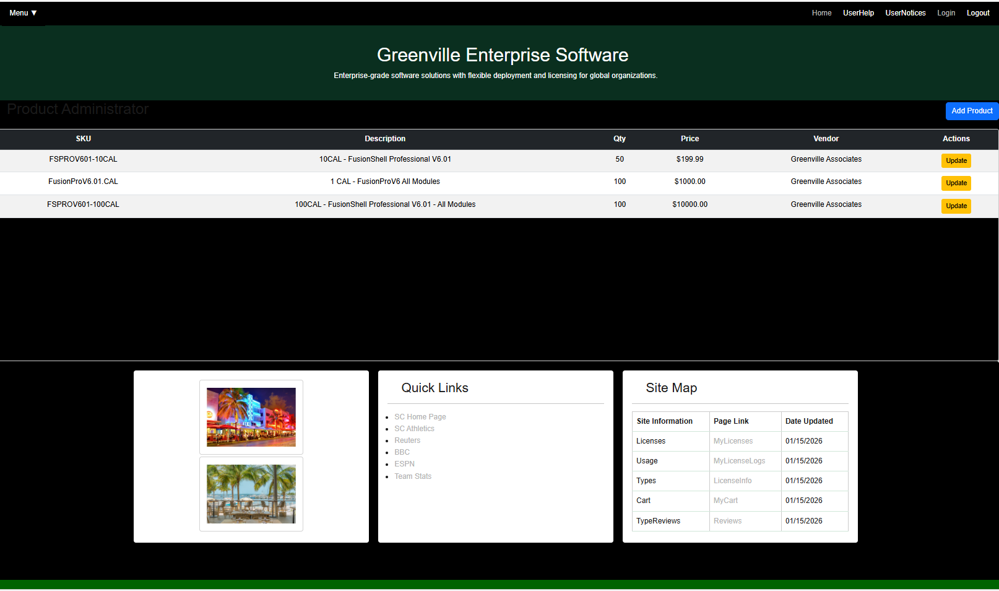 Menu ▼ Home UserHelp UserNotices Login Logout
Greenville Enterprise Software
Enterprise-grade software solutions with flexible deployment and licensing for global organizations.
Product Administrator Add Product
SKU Description Qty Price Vendor Actions
FSPROV601-10CAL 10CAL - FusionShell Professional V6.01 50 $199.99 Greenville Associates Update
FusionProV6.01.CAL 1 CAL - FusionProV6 All Modules 100 $1000.00 Greenville Associates Update
FSPROV601-100CAL 100CAL - FusionShell Professional V6.01 - All Modules 100 $10000.00 Greenville Associates Update
Quick Links
SC Home Page
SC Athletics
Reuters
BBC
ESPN
Team Stats
Site Map
Site Information Page Link Date Updated
Licenses MyLicenses 01/15/2026
Usage MyLicenseLogs 01/15/2026
Types LicenseInfo 01/15/2026
Cart MyCart 01/15/2026
TypeReviews Reviews 01/15/2026